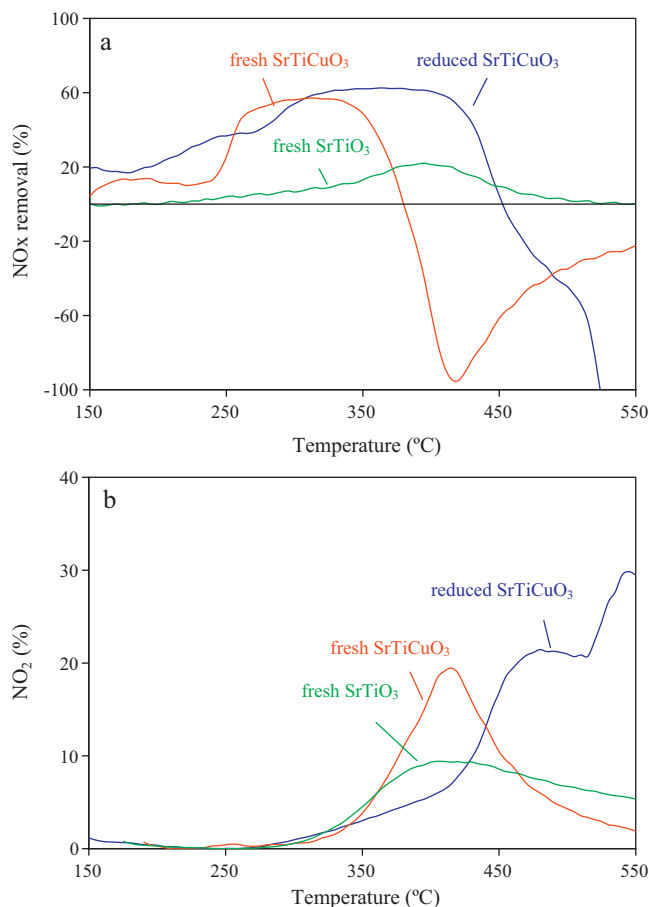 a
100
60
20
-20
-60
-100
NOx removal (%)
fresh SrTiCuO₃
reduced SrTiCuO₃
fresh SrTiO₃
150 250 350 450 550
Temperature (ºC)
b
40
30
20
10
0
NO₂ (%)
reduced SrTiCuO₃
fresh SrTiCuO₃
fresh SrTiO₃
150 250 350 450 550
Temperature (ºC)